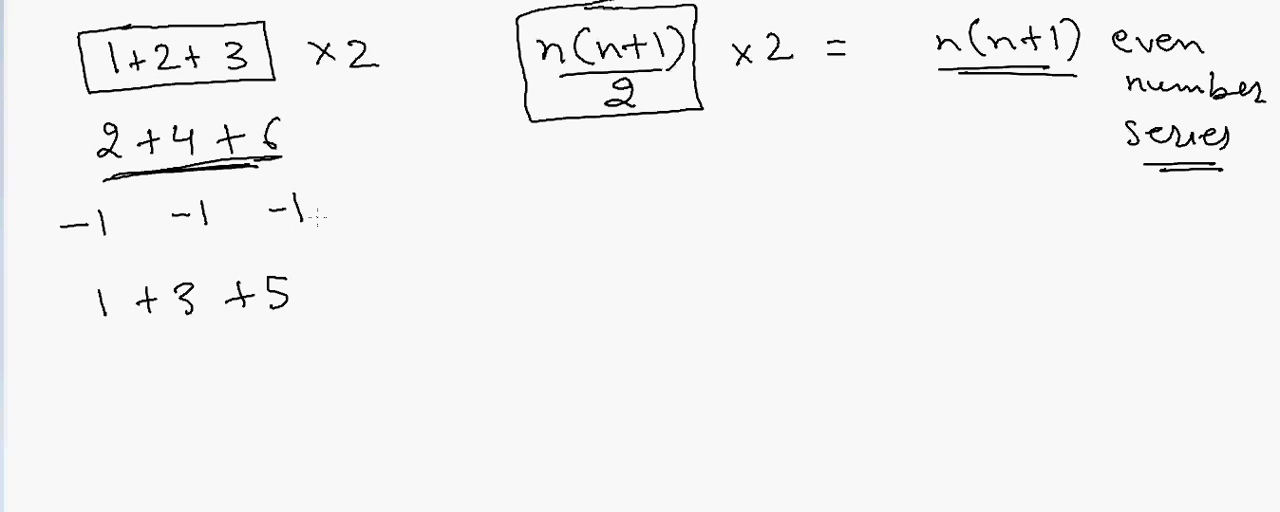 1+2+3 ×2
n(n+1)/2 ×2 = n(n+1) even
number
series
2+4+6
-1 -1 -1
1+3+5